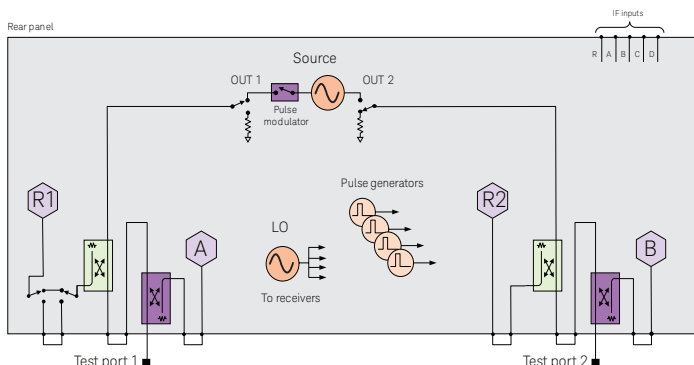 IF inputs
Rear panel
R A B C D
Source
OUT 1
OUT 2
Pulse
modulator
Pulse generators
R1
R2
LO
A
B
To receivers
Test port 1
Test port 2